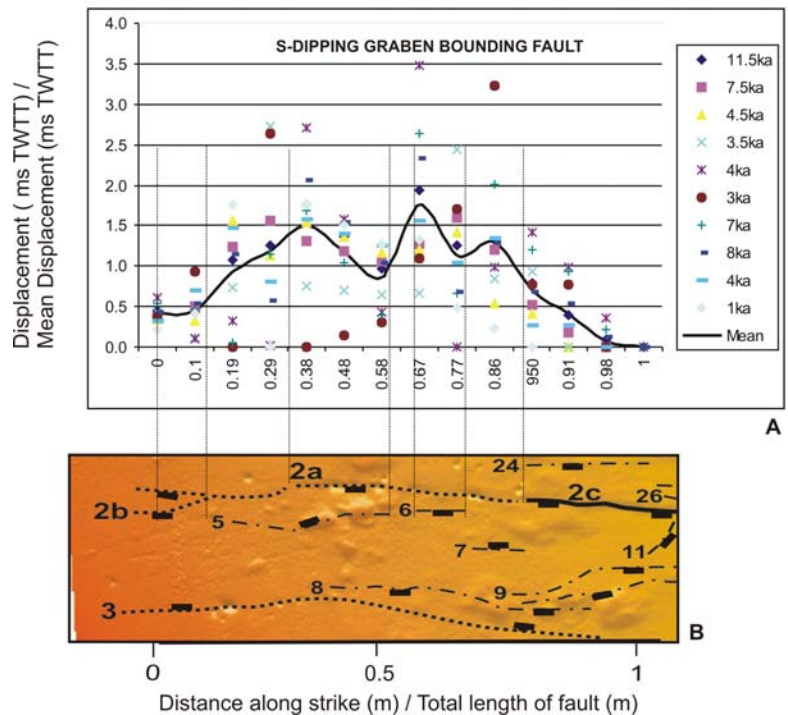 4.0
S-DIPPING GRABEN BOUNDING FAULT
3.5
3.0
2.5
2.0
1.5
1.0
0.5
0.0
Displacement ( ms TWTT) /
Mean Displacement (ms TWTT)
11.5ka
7.5ka
4.5ka
3.5ka
4ka
3ka
7ka
8ka
4ka
1ka
Mean
0 0.1 0.19 0.29 0.38 0.48 0.58 0.67 0.77 0.86 950 0.91 0.98 1
A
2a
24
2b
2c
26
5
6
7
11
8
9
3
B
0 0.5 1
Distance along strike (m) / Total length of fault (m)